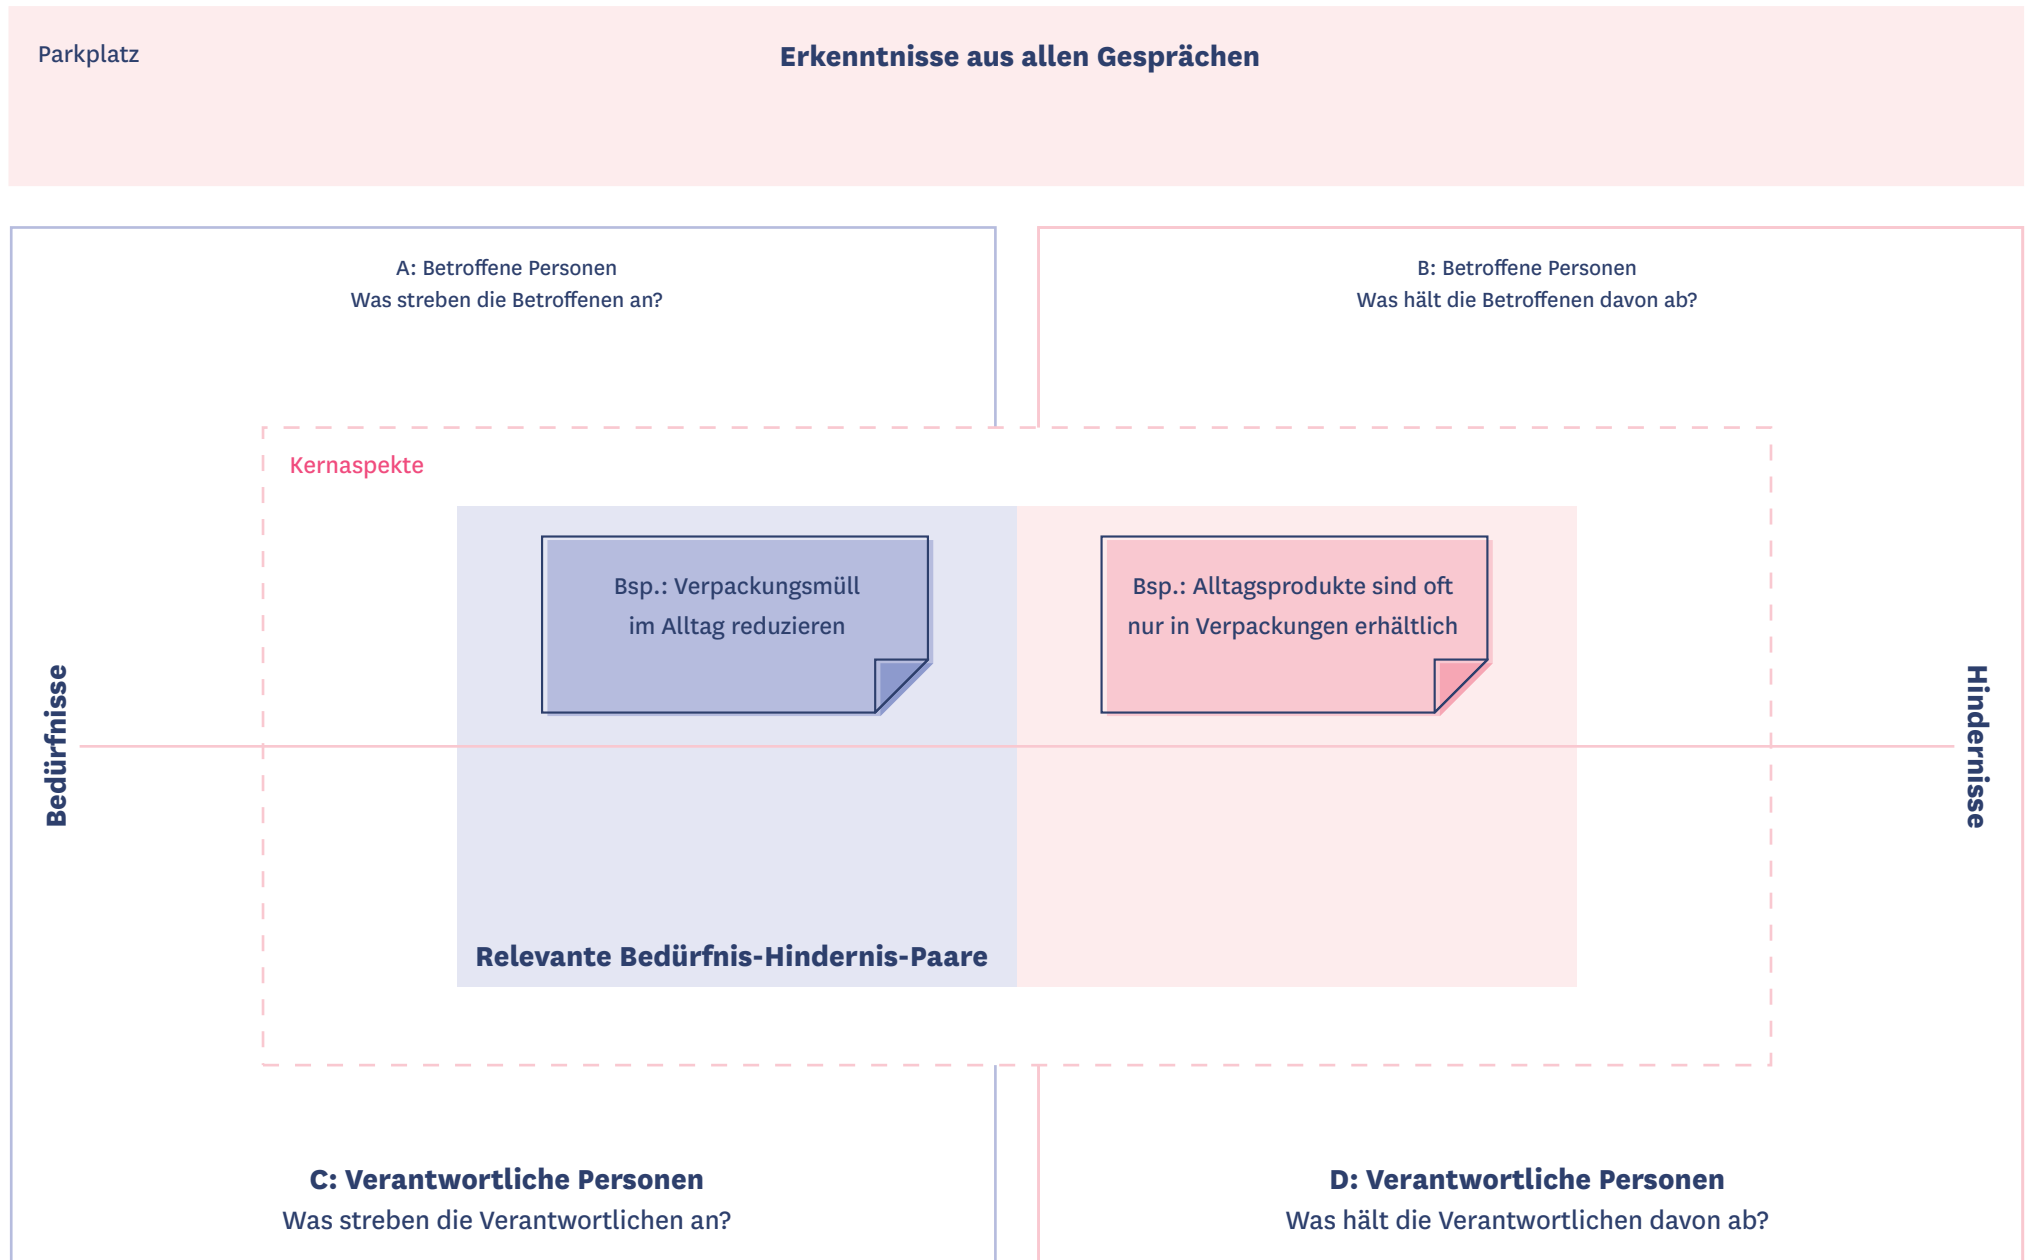 Parkplatz
Erkenntnisse aus allen Gesprächen
A: Betroffene Personen
Was streben die Betroffenen an?
B: Betroffene Personen
Was hält die Betroffenen davon ab?
Kernaspekte
Bsp.: Verpackungsmüll
im Alltag reduzieren
Bsp.: Alltagsprodukte sind oft
nur in Verpackungen erhältlich
Bedürfnisse
Hindernisse
Relevante Bedürfnis-Hindernis-Paare
C: Verantwortliche Personen
Was streben die Verantwortlichen an?
D: Verantwortliche Personen
Was hält die Verantwortlichen davon ab?